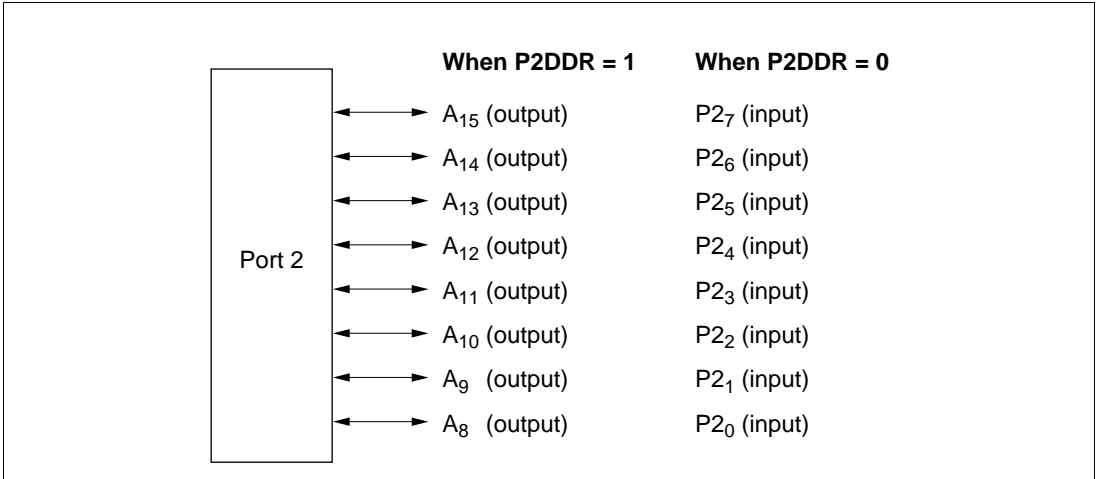 When P2DDR = 1 When P2DDR = 0
A15 (output) P27 (input)
A14 (output) P26 (input)
A13 (output) P25 (input)
Port 2 A12 (output) P24 (input)
A11 (output) P23 (input)
A10 (output) P22 (input)
A9 (output) P21 (input)
A8 (output) P20 (input)